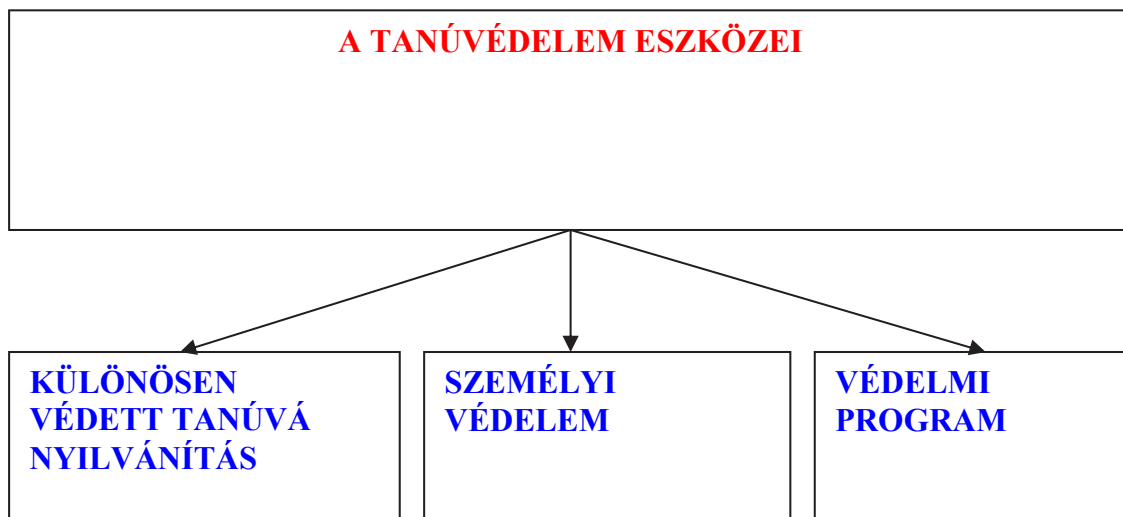 A TANÚVÉDELEM ESZKÖZEI
KÜLÖNÖSEN
VÉDETT TANÚVÁ
NYILVÁNÍTÁS
SZEMÉLYI
VÉDELEM
VÉDELMI
PROGRAM